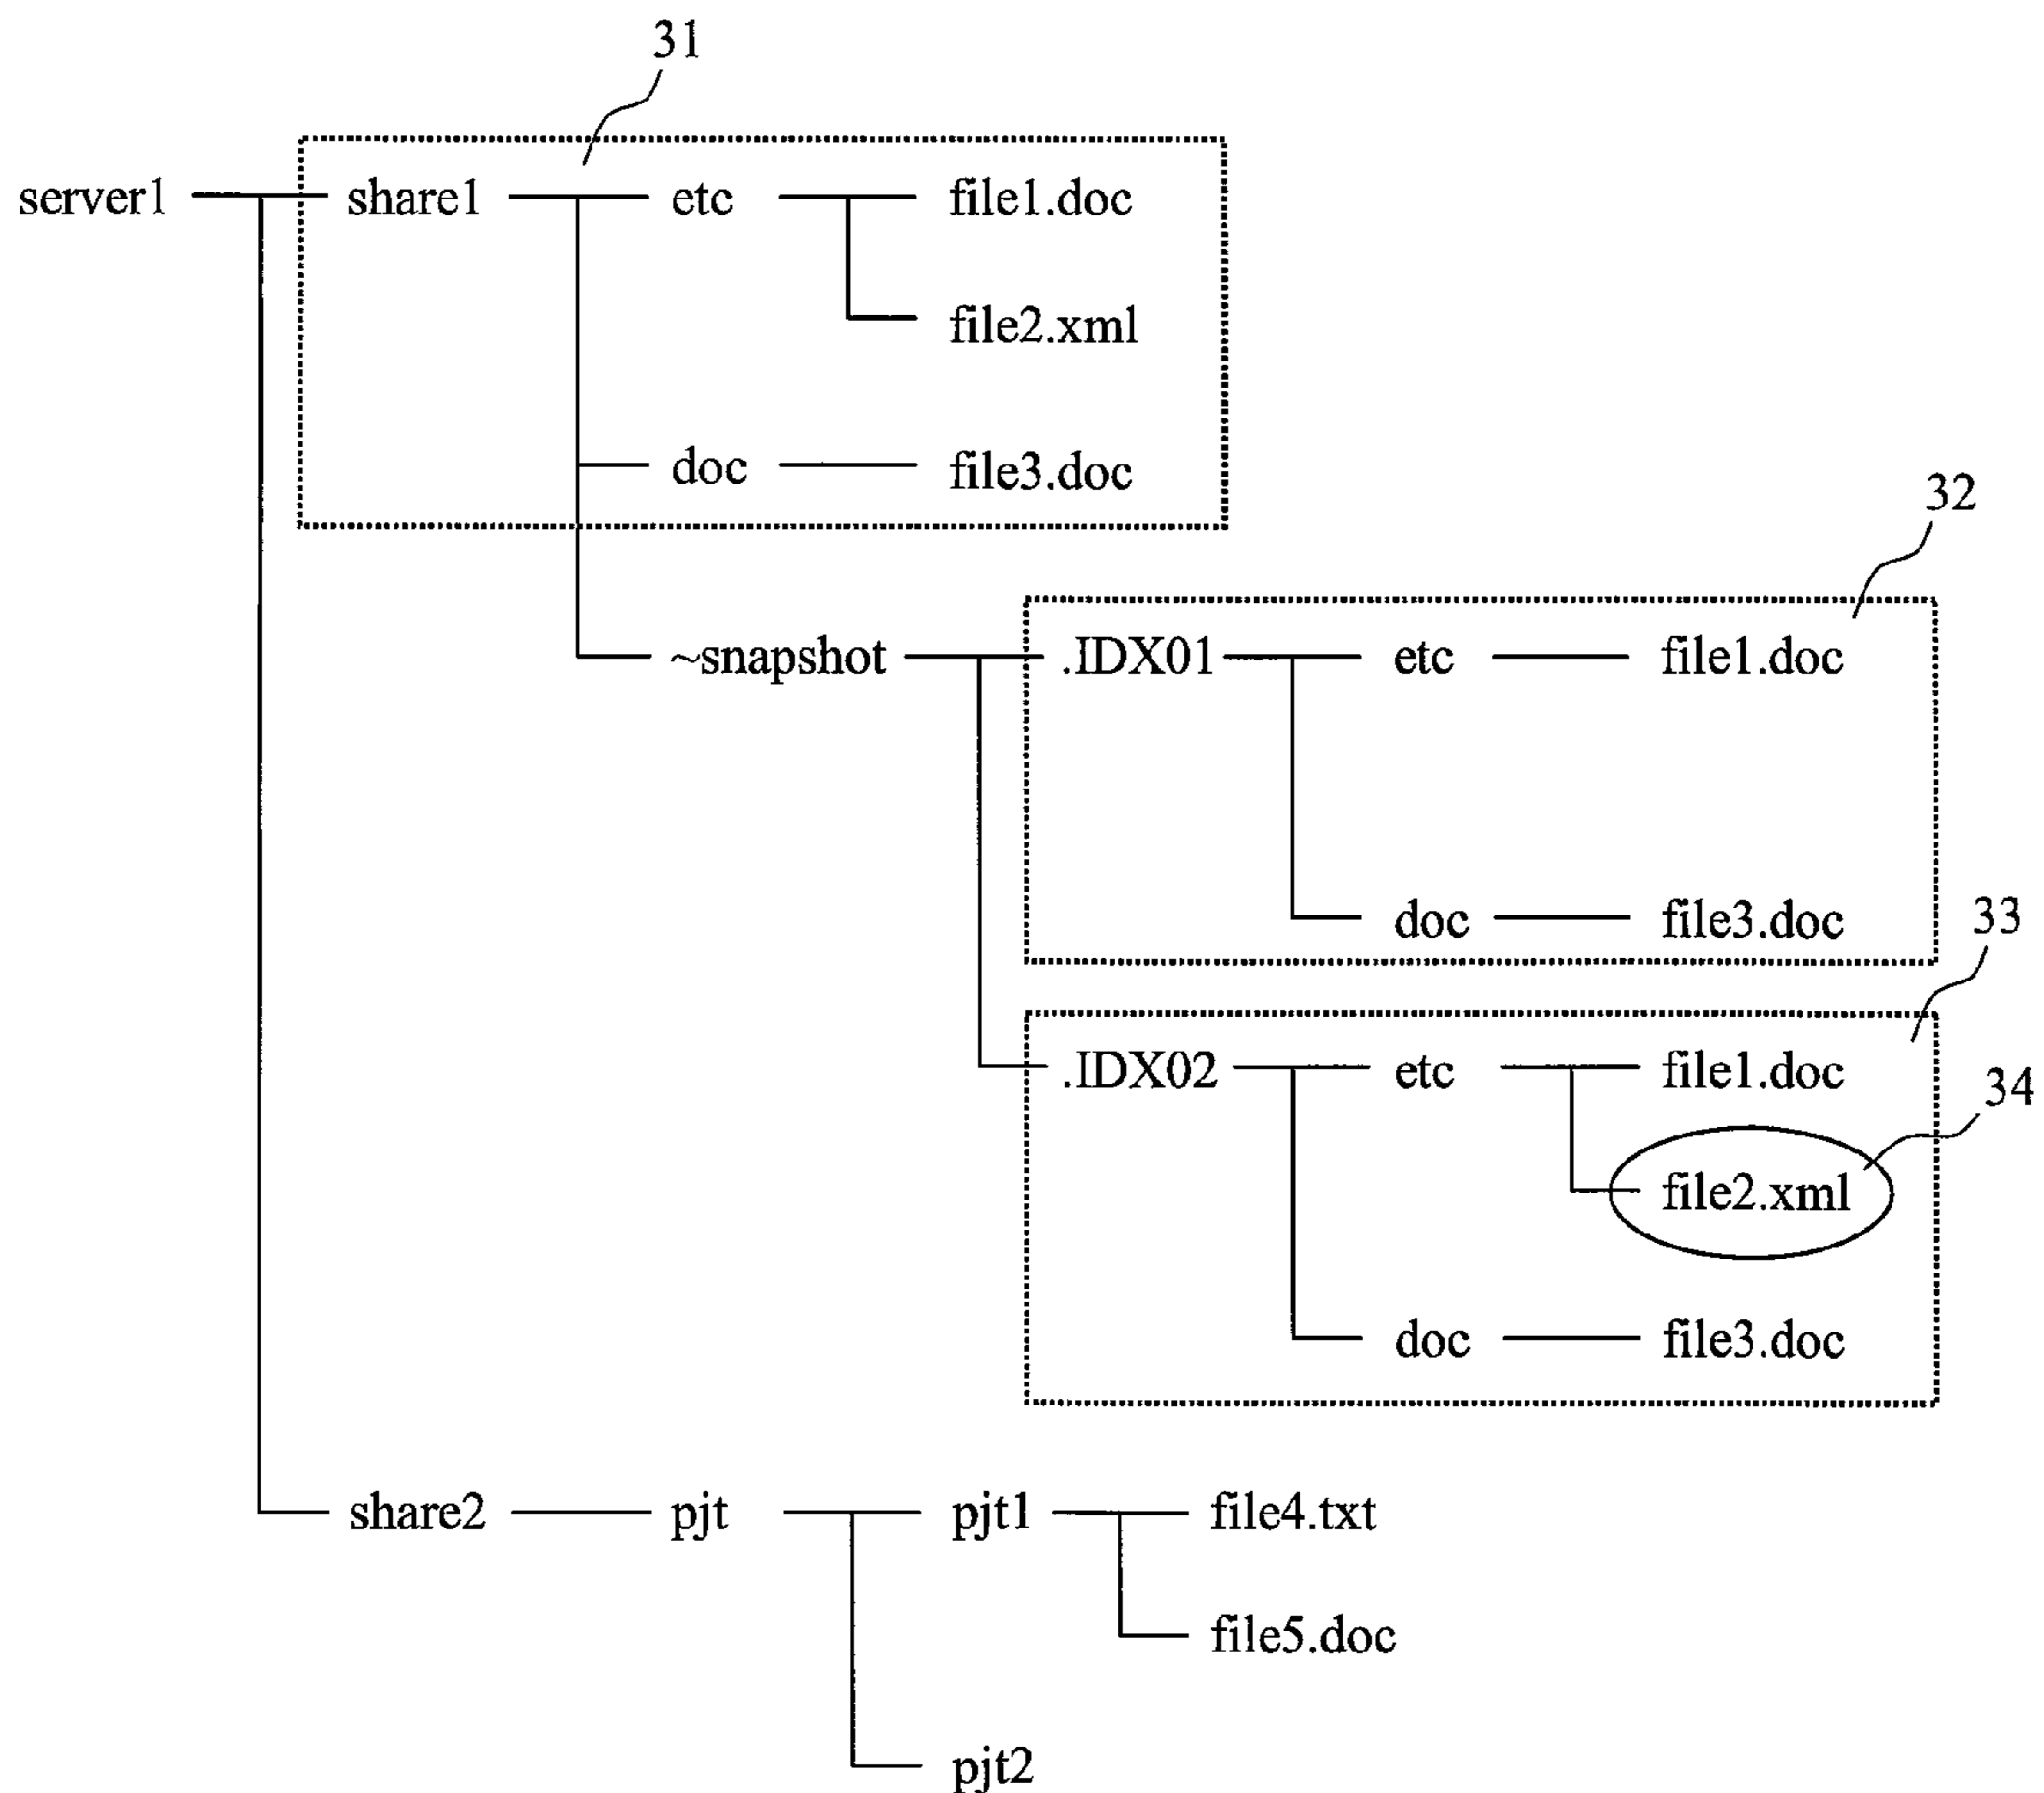 31
server1 share1 etc file1.doc
file2.xml
doc file3.doc
32
~snapshot .IDX01 etc file1.doc
doc file3.doc
33
.IDX02 etc file1.doc
34
file2.xml
doc file3.doc
share2 pjt pjt1 file4.txt
file5.doc
pjt2